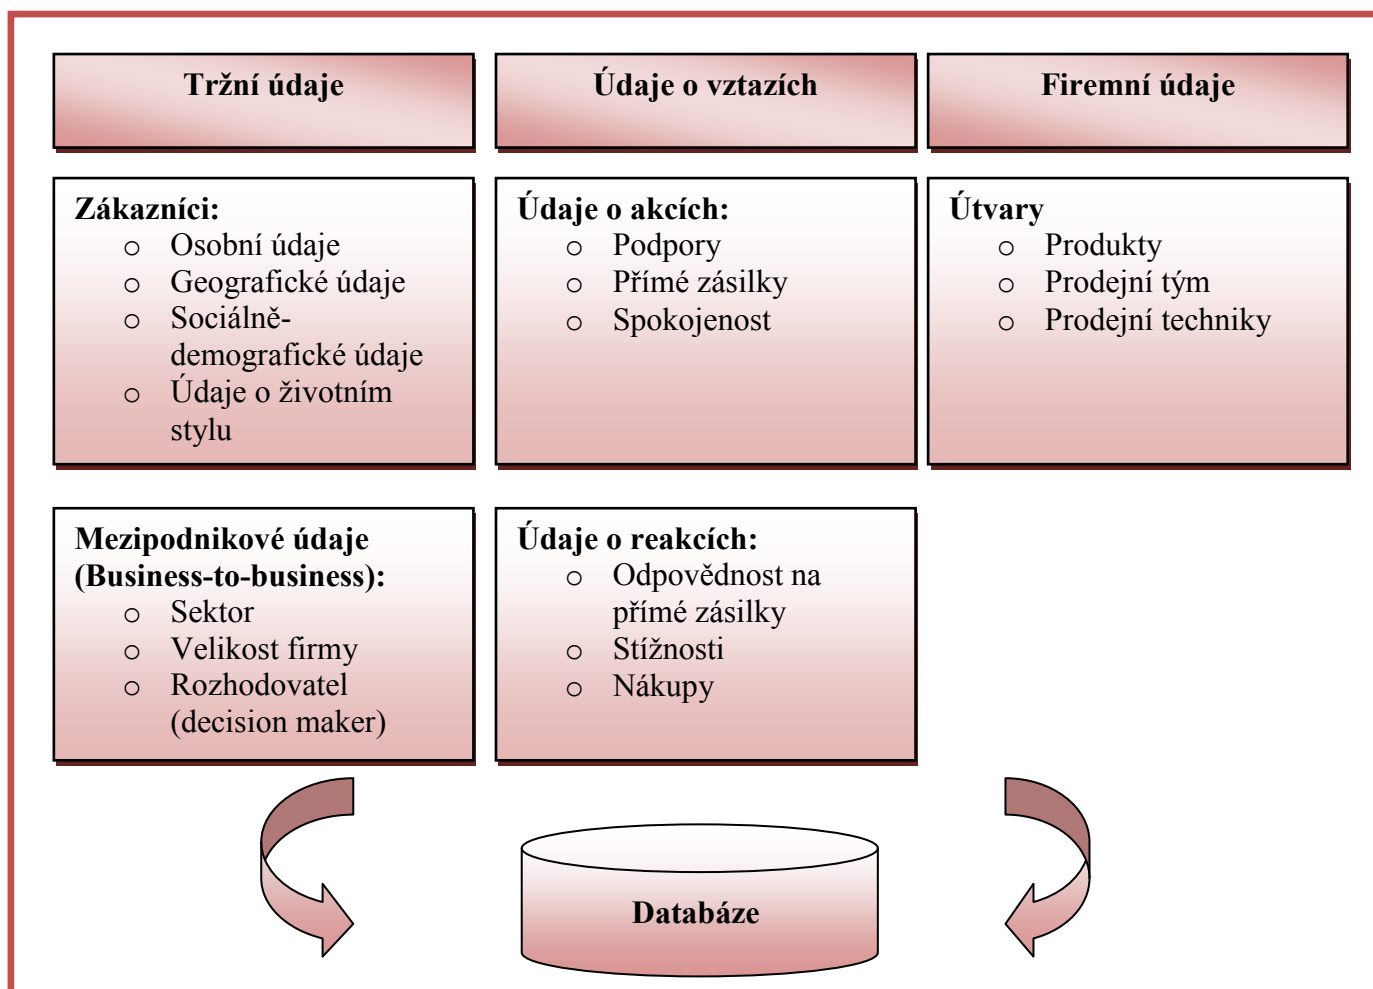 Tržní údaje
Údaje o vztazích
Firemní údaje
Zákazníci:
o Osobní údaje
o Geografické údaje
o Sociálně-
demografické údaje
o Údaje o životním
stylu
Údaje o akcích:
o Podpory
o Přímé zásilky
o Spokojenost
Útvary
o Produkty
o Prodejní tým
o Prodejní techniky
Mezipodnikové údaje
(Business-to-business):
o Sektor
o Velikost firmy
o Rozhodovatel
(decision maker)
Údaje o reakcích:
o Odpovědnost na
přímé zásilky
o Stížnosti
o Nákupy
Databáze